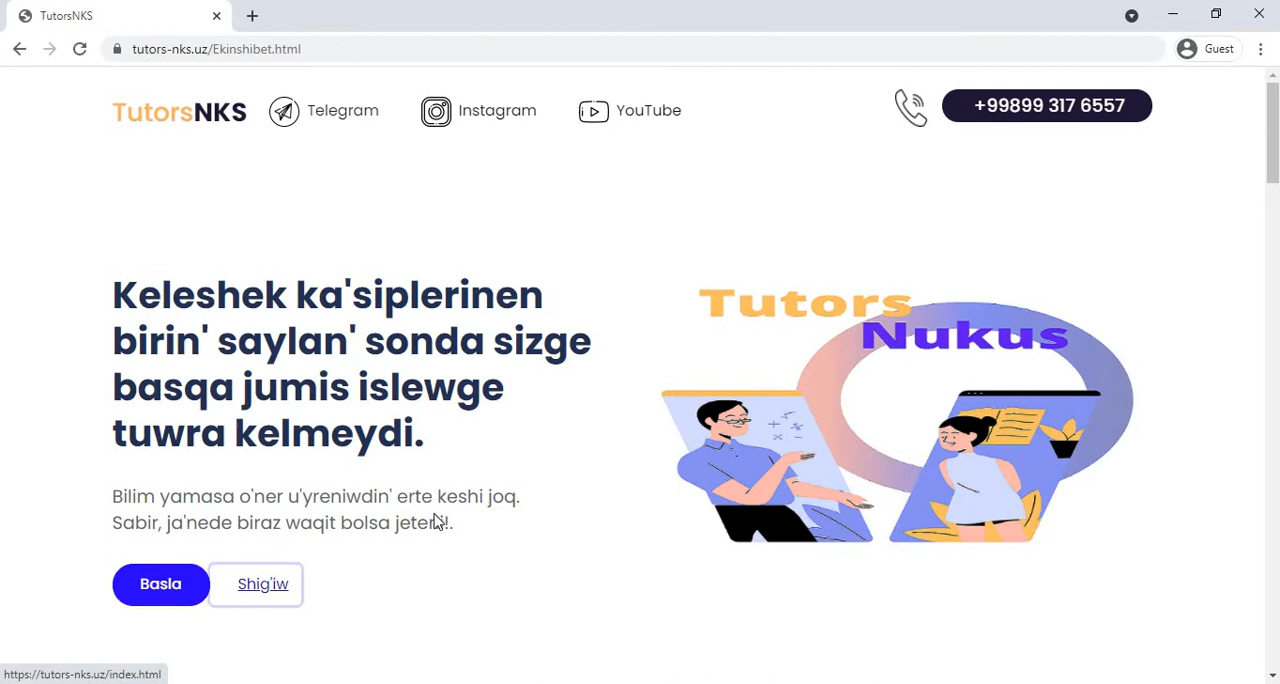 TutorsNKS
tutors-nks.uz/Ekinshibet.html
Guest
TutorsNKS
Telegram
Instagram
YouTube
+99899 317 6557
Keleshek ka'siplerinen
birin' saylan' sonda sizge
basqa jumis islewge
tuwra kelmeydi.
Bilim yamasa o'ner u'yreniwdin' erte keshi joq.
Sabir, ja'nede biraz waqit bolsa
Basla
Shig'iw
Tutors
Nukus
https://tutors-nks.uz/index.html